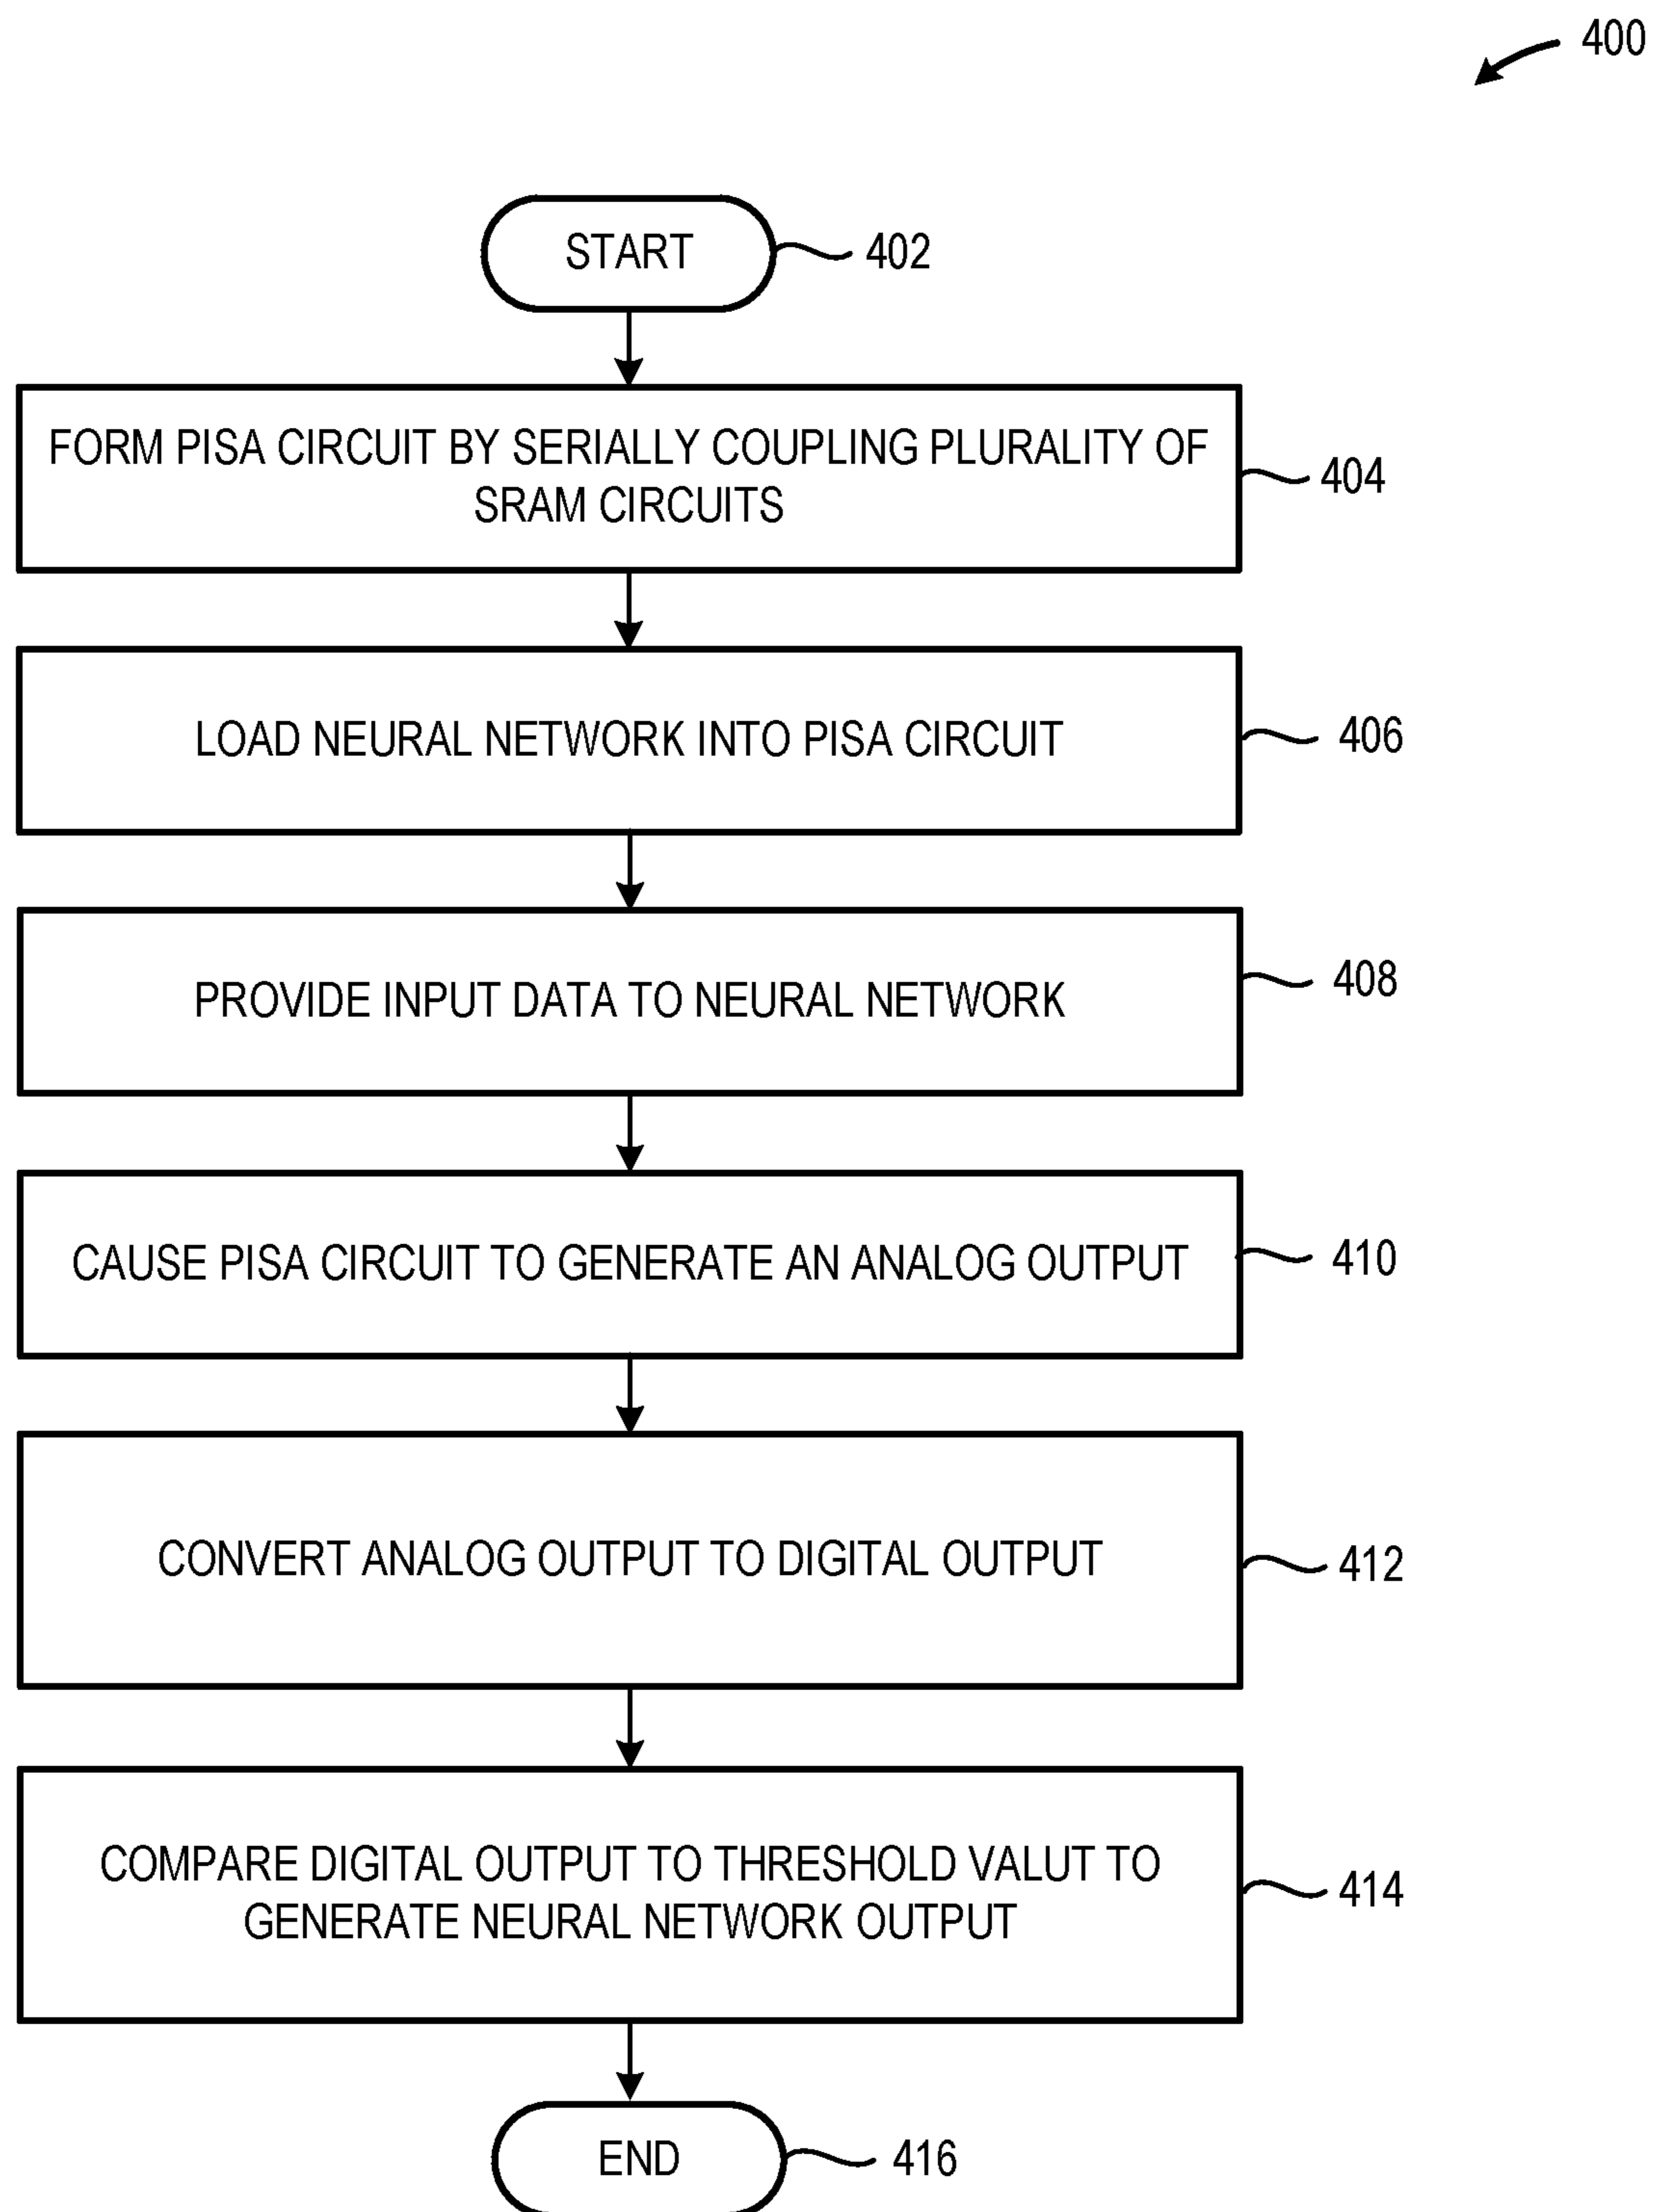 400
START
402
FORM PISA CIRCUIT BY SERIALLY COUPLING PLURALITY OF
SRAM CIRCUITS
404
LOAD NEURAL NETWORK INTO PISA CIRCUIT
406
PROVIDE INPUT DATA TO NEURAL NETWORK
408
CAUSE PISA CIRCUIT TO GENERATE AN ANALOG OUTPUT
410
CONVERT ANALOG OUTPUT TO DIGITAL OUTPUT
412
COMPARE DIGITAL OUTPUT TO THRESHOLD VALUT TO
GENERATE NEURAL NETWORK OUTPUT
414
END
416